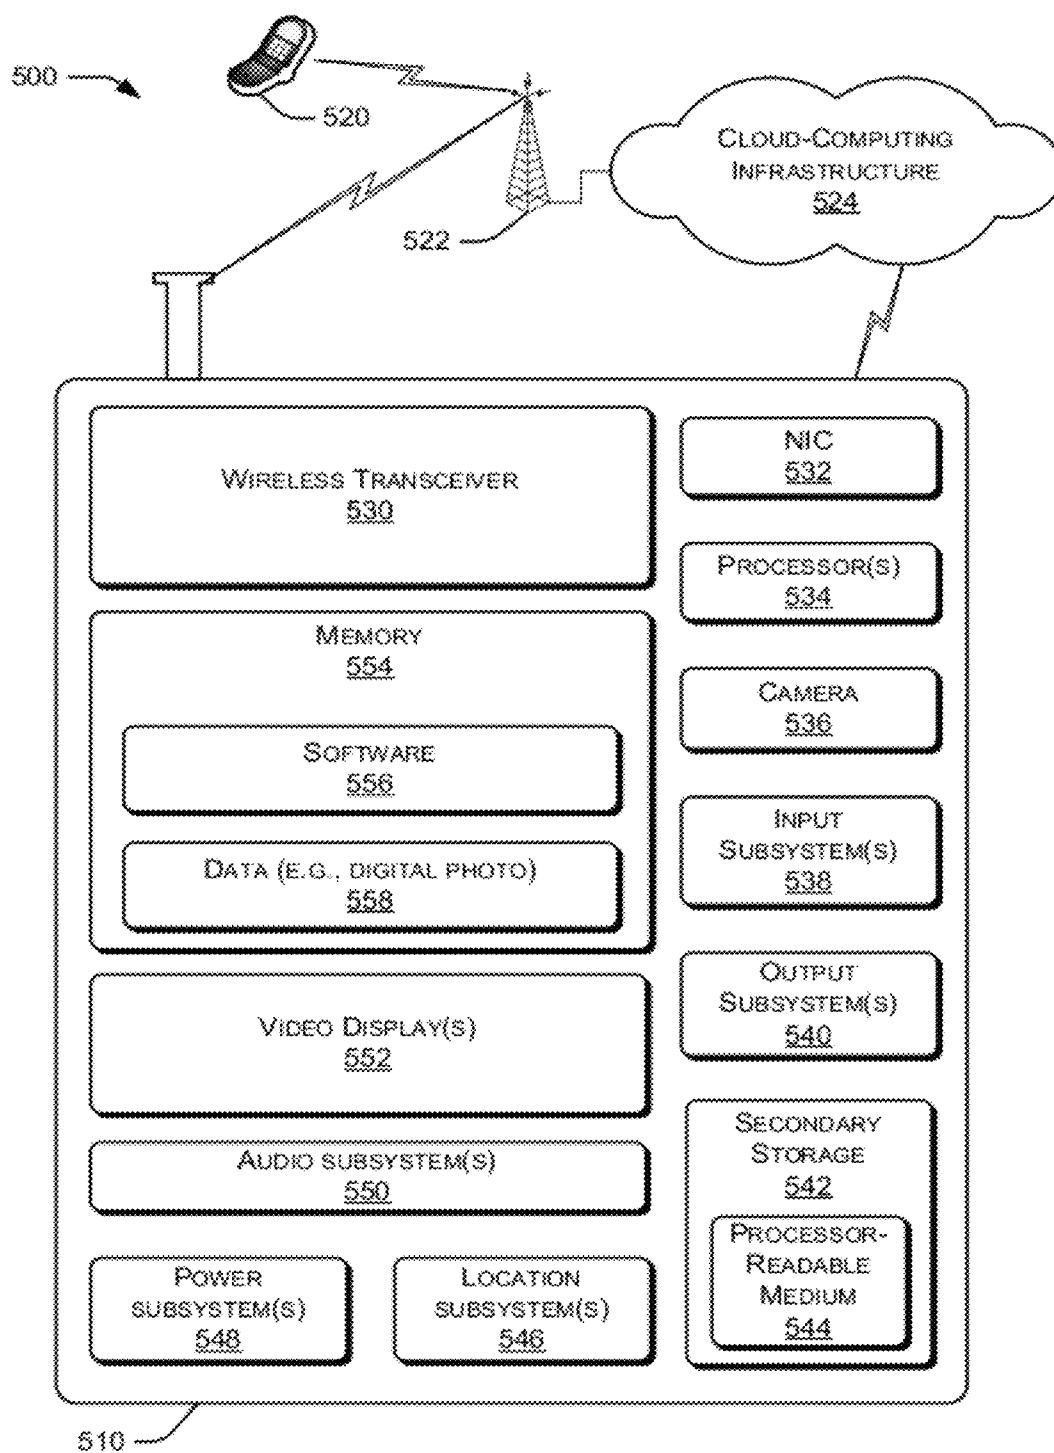 500
520
522
CLOUD-COMPUTING
INFRASTRUCTURE
524
WIRELESS TRANSCEIVER
530
MEMORY
554
SOFTWARE
556
DATA (E.G., DIGITAL PHOTO)
558
VIDEO DISPLAY(S)
552
AUDIO SUBSYSTEM(S)
550
POWER
SUBSYSTEM(S)
548
LOCATION
SUBSYSTEM(S)
546
NIC
532
PROCESSOR(S)
534
CAMERA
536
INPUT
SUBSYSTEM(S)
538
OUTPUT
SUBSYSTEM(S)
540
SECONDARY
STORAGE
542
PROCESSOR-
READABLE
MEDIUM
544
510